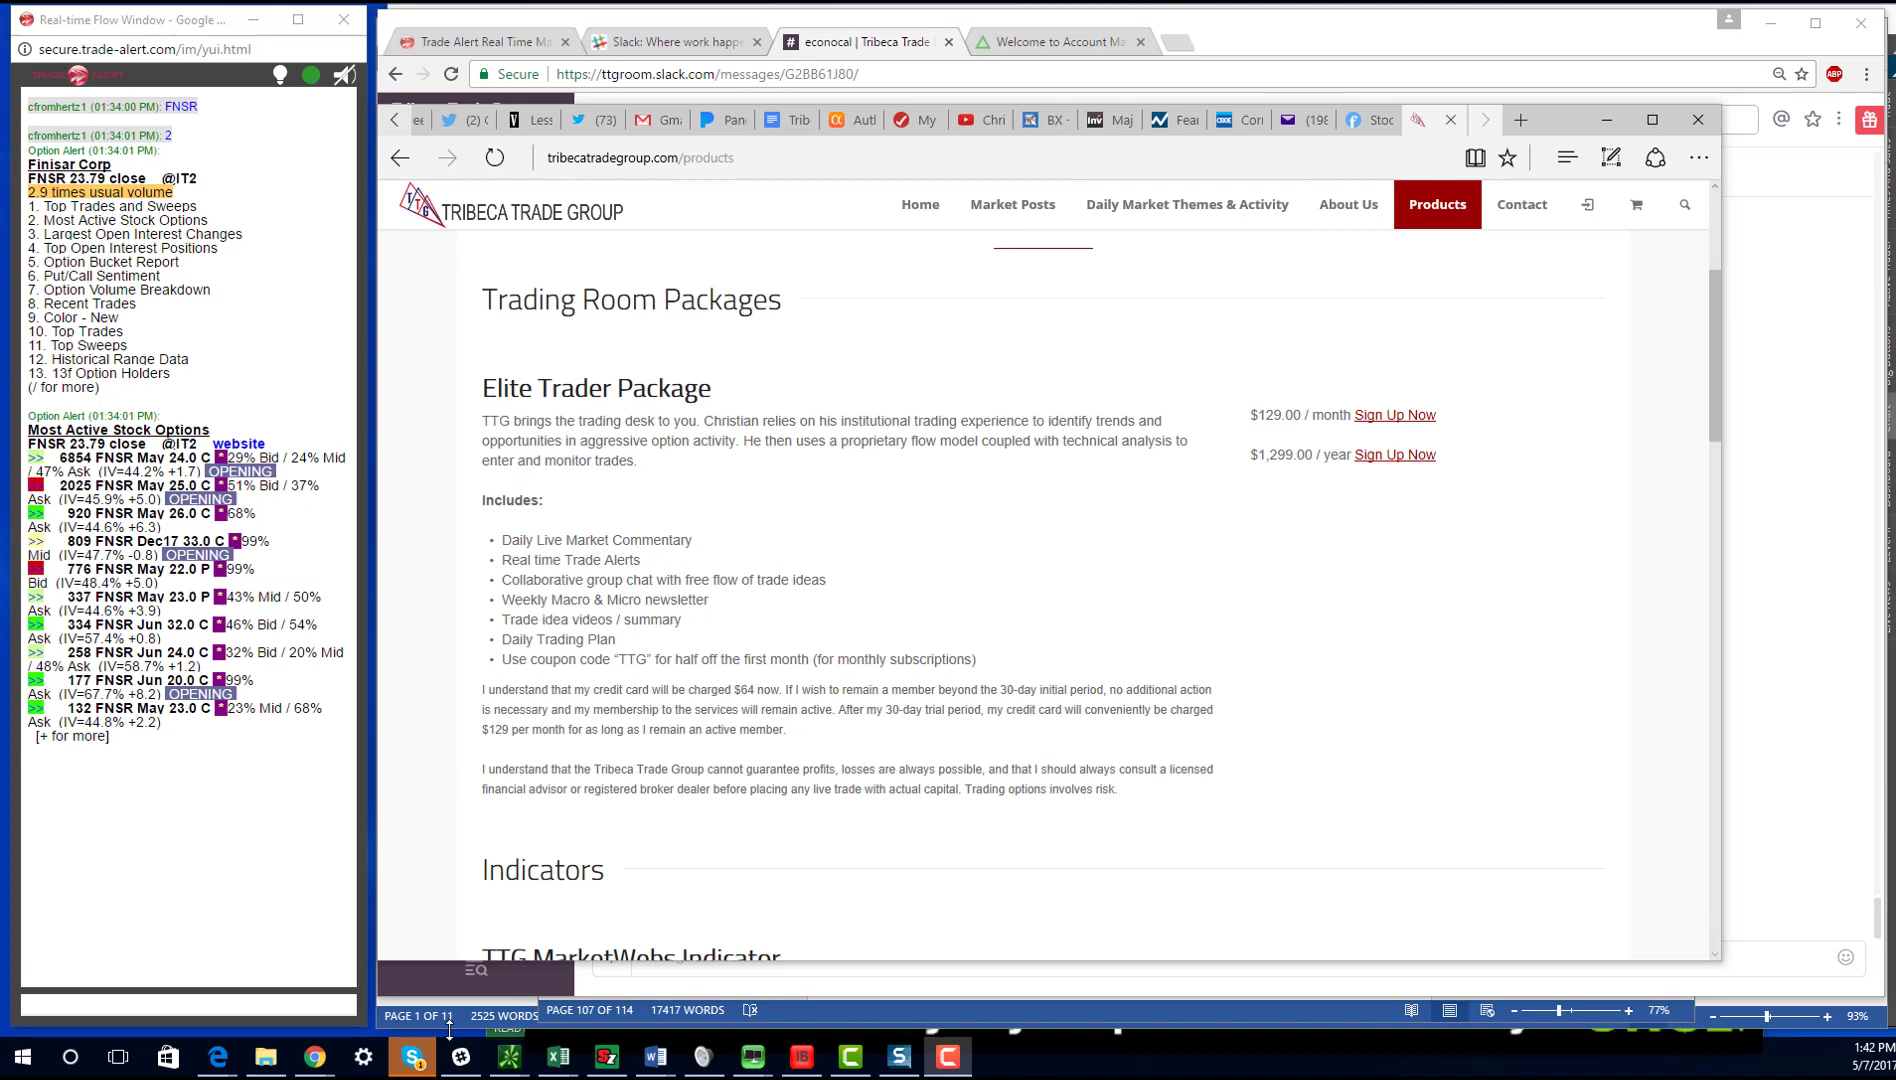 Real-time Flow Window - Google ...
secure.trade-alert.com/im/yui.html
TRADE ALERT
cfromhertz1 (01:34:00 PM): FNSR
cfromhertz1 (01:34:01 PM): 2
Option Alert (01:34:01 PM):
Finisar Corp
FNSR 23.79 close @IT2
2.9 times usual volume
1. Top Trades and Sweeps
2. Most Active Stock Options
3. Largest Open Interest Changes
4. Top Open Interest Positions
5. Option Bucket Report
6. Put/Call Sentiment
7. Option Volume Breakdown
8. Recent Trades
9. Color - New
10. Top Trades
11. Top Sweeps
12. Historical Range Data
13. 13f Option Holders
(/ for more)
Option Alert (01:34:01 PM):
Most Active Stock Options
FNSR 23.79 close @IT2 website
>> 6854 FNSR May 24.0 C *29% Bid / 24% Mid
/ 47% Ask (IV=44.2% +1.7) OPENING
>> 2025 FNSR May 25.0 C *51% Bid / 37%
Ask (IV=45.9% +5.0) OPENING
>> 920 FNSR May 26.0 C *68%
Ask (IV=44.6% +6.3)
>> 809 FNSR Dec17 33.0 C *99%
Mid (IV=47.7% -0.8) OPENING
>> 776 FNSR May 22.0 P *99%
Bid (IV=48.4% +5.0)
>> 337 FNSR May 23.0 P *43% Mid / 50%
Ask (IV=44.6% +3.9)
>> 334 FNSR Jun 32.0 C *46% Bid / 54%
Ask (IV=57.4% +0.8)
>> 258 FNSR Jun 24.0 C *32% Bid / 20% Mid
/ 48% Ask (IV=58.7% +1.2)
>> 177 FNSR Jun 20.0 C *99%
Ask (IV=67.7% +8.2) OPENING
>> 132 FNSR May 23.0 C *23% Mid / 68%
Ask (IV=44.8% +2.2)
[+ for more]
Trade Alert Real Time Ma
Slack: Where work happe
econocal | Tribeca Trade
Welcome to Account Ma
Secure https://ttgroom.slack.com/messages/G2BB61J80/
ABP
(2) Less (73) Gma Pan Trib Autl My Chri BX - Maj Fear Con (198 Stoc
tribecatradegroup.com/products
TTG TRIBECA TRADE GROUP
Home Market Posts Daily Market Themes & Activity About Us Products Contact
Trading Room Packages
Elite Trader Package
TTG brings the trading desk to you. Christian relies on his institutional trading experience to identify trends and
opportunities in aggressive option activity. He then uses a proprietary flow model coupled with technical analysis to
enter and monitor trades.
$129.00 / month Sign Up Now
$1,299.00 / year Sign Up Now
Includes:
• Daily Live Market Commentary
• Real time Trade Alerts
• Collaborative group chat with free flow of trade ideas
• Weekly Macro & Micro newsletter
• Trade idea videos / summary
• Daily Trading Plan
• Use coupon code “TTG” for half off the first month (for monthly subscriptions)
I understand that my credit card will be charged $64 now. If I wish to remain a member beyond the 30-day initial period, no additional action
is necessary and my membership to the services will remain active. After my 30-day trial period, my credit card will conveniently be charged
$129 per month for as long as I remain an active member.
I understand that the Tribeca Trade Group cannot guarantee profits, losses are always possible, and that I should always consult a licensed
financial advisor or registered broker dealer before placing any live trade with actual capital. Trading options involves risk.
Indicators
TTG MarketWebs Indicator
PAGE 1 OF 11 2525 WORDS
PAGE 107 OF 114 17417 WORDS
77%
93%
READ
1:42 PM
5/7/2017